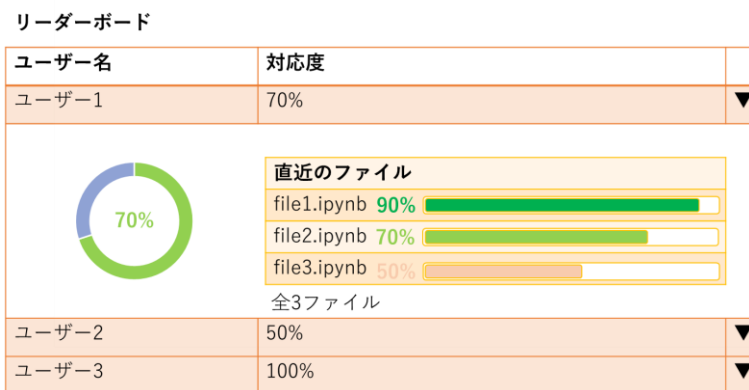 リーダーボード
ユーザー名 対応度
ユーザー1 70% ▼
70%
直近のファイル
file1.ipynb 90%
file2.ipynb 70%
file3.ipynb 50%
全3ファイル
ユーザー2 50% ▼
ユーザー3 100% ▼